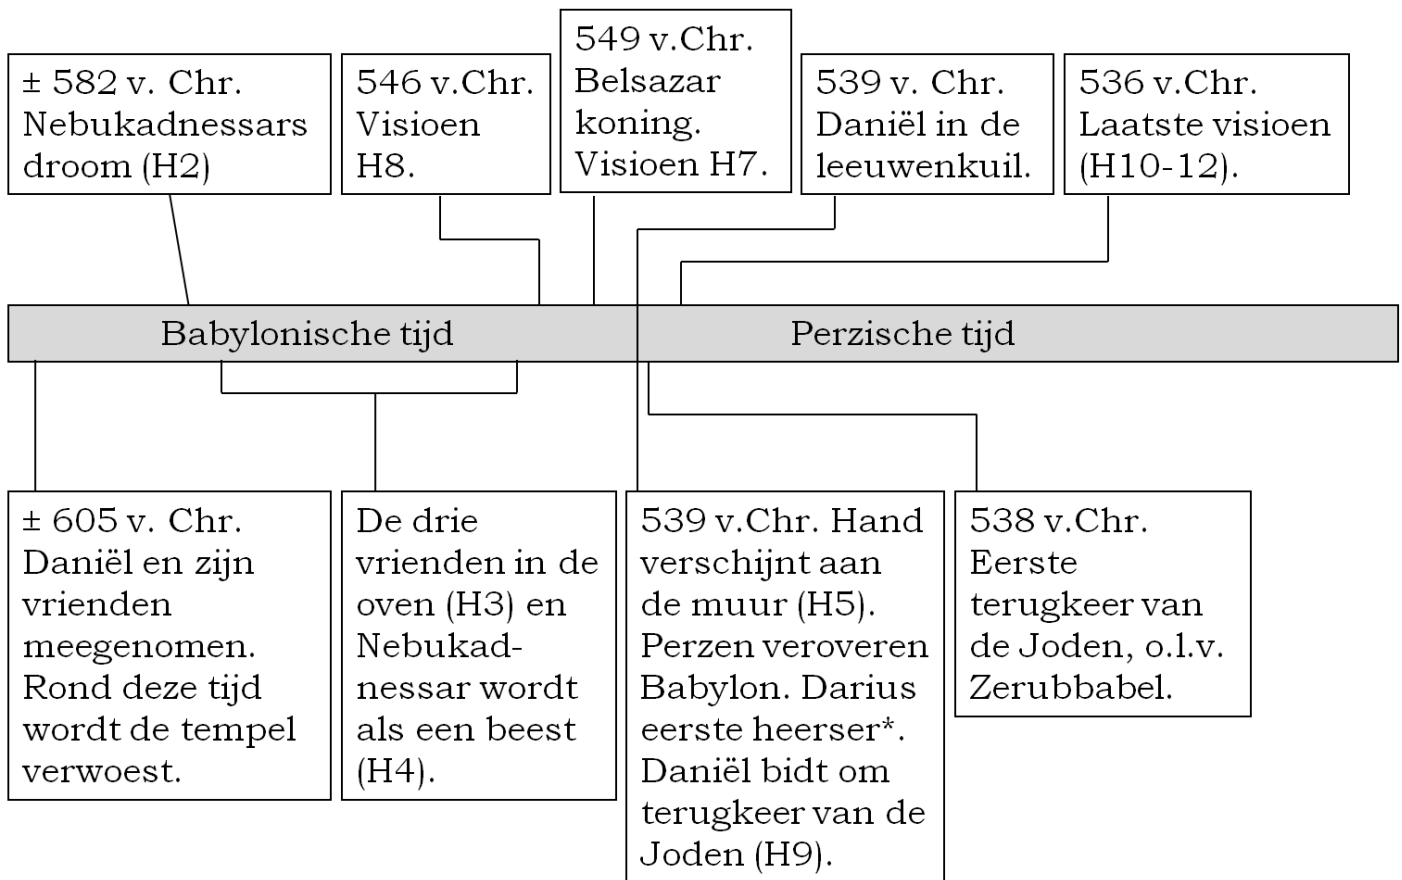 ± 582 v. Chr.
Nebukadnessars
droom (H2)
546 v.Chr.
Visioen
H8.
549 v.Chr.
Belsazar
koning.
Visioen H7.
539 v. Chr.
Daniël in de
leeuwenkuil.
536 v.Chr.
Laatste visioen
(H10-12).
Babylonische tijd
Perzische tijd
± 605 v. Chr.
Daniël en zijn
vrienden
meegenomen.
Rond deze tijd
wordt de tempel
verwoest.
De drie
vrienden in de
oven (H3) en
Nebukad-
nessar wordt
als een beest
(H4).
539 v.Chr. Hand
verschijnt aan
de muur (H5).
Perzen veroveren
Babylon. Darius
eerste heerser*.
Daniël bidt om
terugkeer van de
Joden (H9).
538 v.Chr.
Eerste
terugkeer van
de Joden, o.l.v.
Zerubbabel.